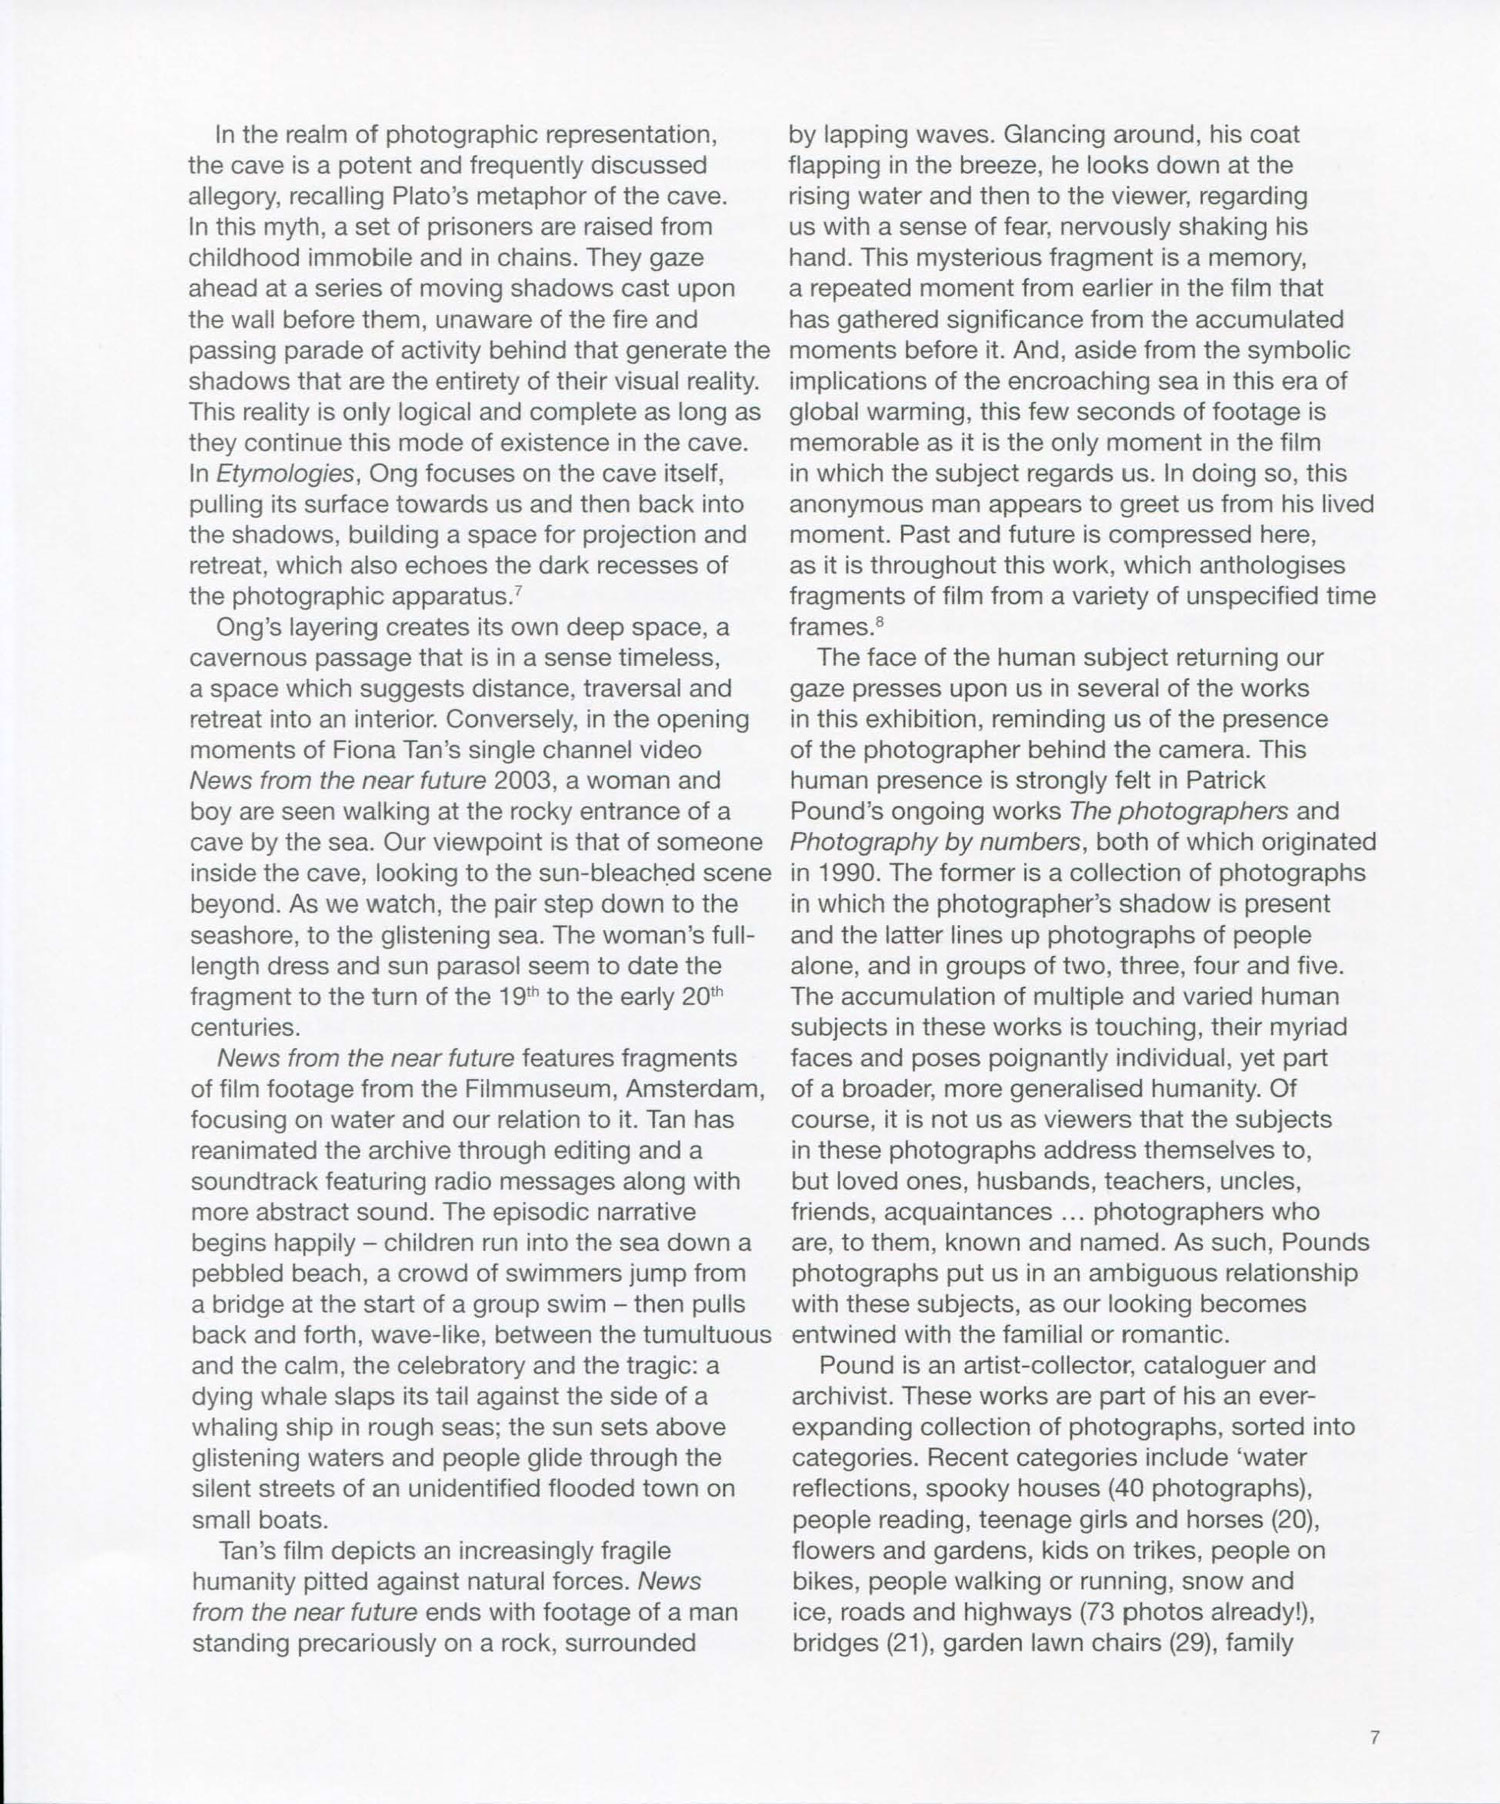 In the realm of photographic representation,
the cave is a potent and frequently discussed
allegory, recalling Plato's metaphor of the cave.
In this myth, a set of prisoners are raised from
childhood immobile and in chains. They gaze
ahead at a series of moving shadows cast upon
the wall before them, unaware of the fire and
passing parade of activity behind that generate the
shadows that are the entirety of their visual reality.
This reality is only logical and complete as long as
they continue this mode of existence in the cave.
In Etymologies, Ong focuses on the cave itself,
pulling its surface towards us and then back into
the shadows, building a space for projection and
retreat, which also echoes the dark recesses of
the photographic apparatus.⁷
Ong's layering creates its own deep space, a
cavernous passage that is in a sense timeless,
a space which suggests distance, traversal and
retreat into an interior. Conversely, in the opening
moments of Fiona Tan's single channel video
News from the near future 2003, a woman and
boy are seen walking at the rocky entrance of a
cave by the sea. Our viewpoint is that of someone
inside the cave, looking to the sun-bleached scene
beyond. As we watch, the pair step down to the
seashore, to the glistening sea. The woman's full-
length dress and sun parasol seem to date the
fragment to the turn of the 19th to the early 20th
centuries.
News from the near future features fragments
of film footage from the Filmmuseum, Amsterdam,
focusing on water and our relation to it. Tan has
reanimated the archive through editing and a
soundtrack featuring radio messages along with
more abstract sound. The episodic narrative
begins happily – children run into the sea down a
pebbled beach, a crowd of swimmers jump from
a bridge at the start of a group swim – then pulls
back and forth, wave-like, between the tumultuous
and the calm, the celebratory and the tragic: a
dying whale slaps its tail against the side of a
whaling ship in rough seas; the sun sets above
glistening waters and people glide through the
silent streets of an unidentified flooded town on
small boats.
Tan's film depicts an increasingly fragile
humanity pitted against natural forces. News
from the near future ends with footage of a man
standing precariously on a rock, surrounded
by lapping waves. Glancing around, his coat
flapping in the breeze, he looks down at the
rising water and then to the viewer, regarding
us with a sense of fear, nervously shaking his
hand. This mysterious fragment is a memory,
a repeated moment from earlier in the film that
has gathered significance from the accumulated
moments before it. And, aside from the symbolic
implications of the encroaching sea in this era of
global warming, this few seconds of footage is
memorable as it is the only moment in the film
in which the subject regards us. In doing so, this
anonymous man appears to greet us from his lived
moment. Past and future is compressed here,
as it is throughout this work, which anthologises
fragments of film from a variety of unspecified time
frames.⁸
The face of the human subject returning our
gaze presses upon us in several of the works
in this exhibition, reminding us of the presence
of the photographer behind the camera. This
human presence is strongly felt in Patrick
Pound's ongoing works The photographers and
Photography by numbers, both of which originated
in 1990. The former is a collection of photographs
in which the photographer's shadow is present
and the latter lines up photographs of people
alone, and in groups of two, three, four and five.
The accumulation of multiple and varied human
subjects in these works is touching, their myriad
faces and poses poignantly individual, yet part
of a broader, more generalised humanity. Of
course, it is not us as viewers that the subjects
in these photographs address themselves to,
but loved ones, husbands, teachers, uncles,
friends, acquaintances ... photographers who
are, to them, known and named. As such, Pounds
photographs put us in an ambiguous relationship
with these subjects, as our looking becomes
entwined with the familial or romantic.
Pound is an artist-collector, cataloguer and
archivist. These works are part of his an ever-
expanding collection of photographs, sorted into
categories. Recent categories include ‘water
reflections, spooky houses (40 photographs),
people reading, teenage girls and horses (20),
flowers and gardens, kids on trikes, people on
bikes, people walking or running, snow and
ice, roads and highways (73 photos already!),
bridges (21), garden lawn chairs (29), family
7